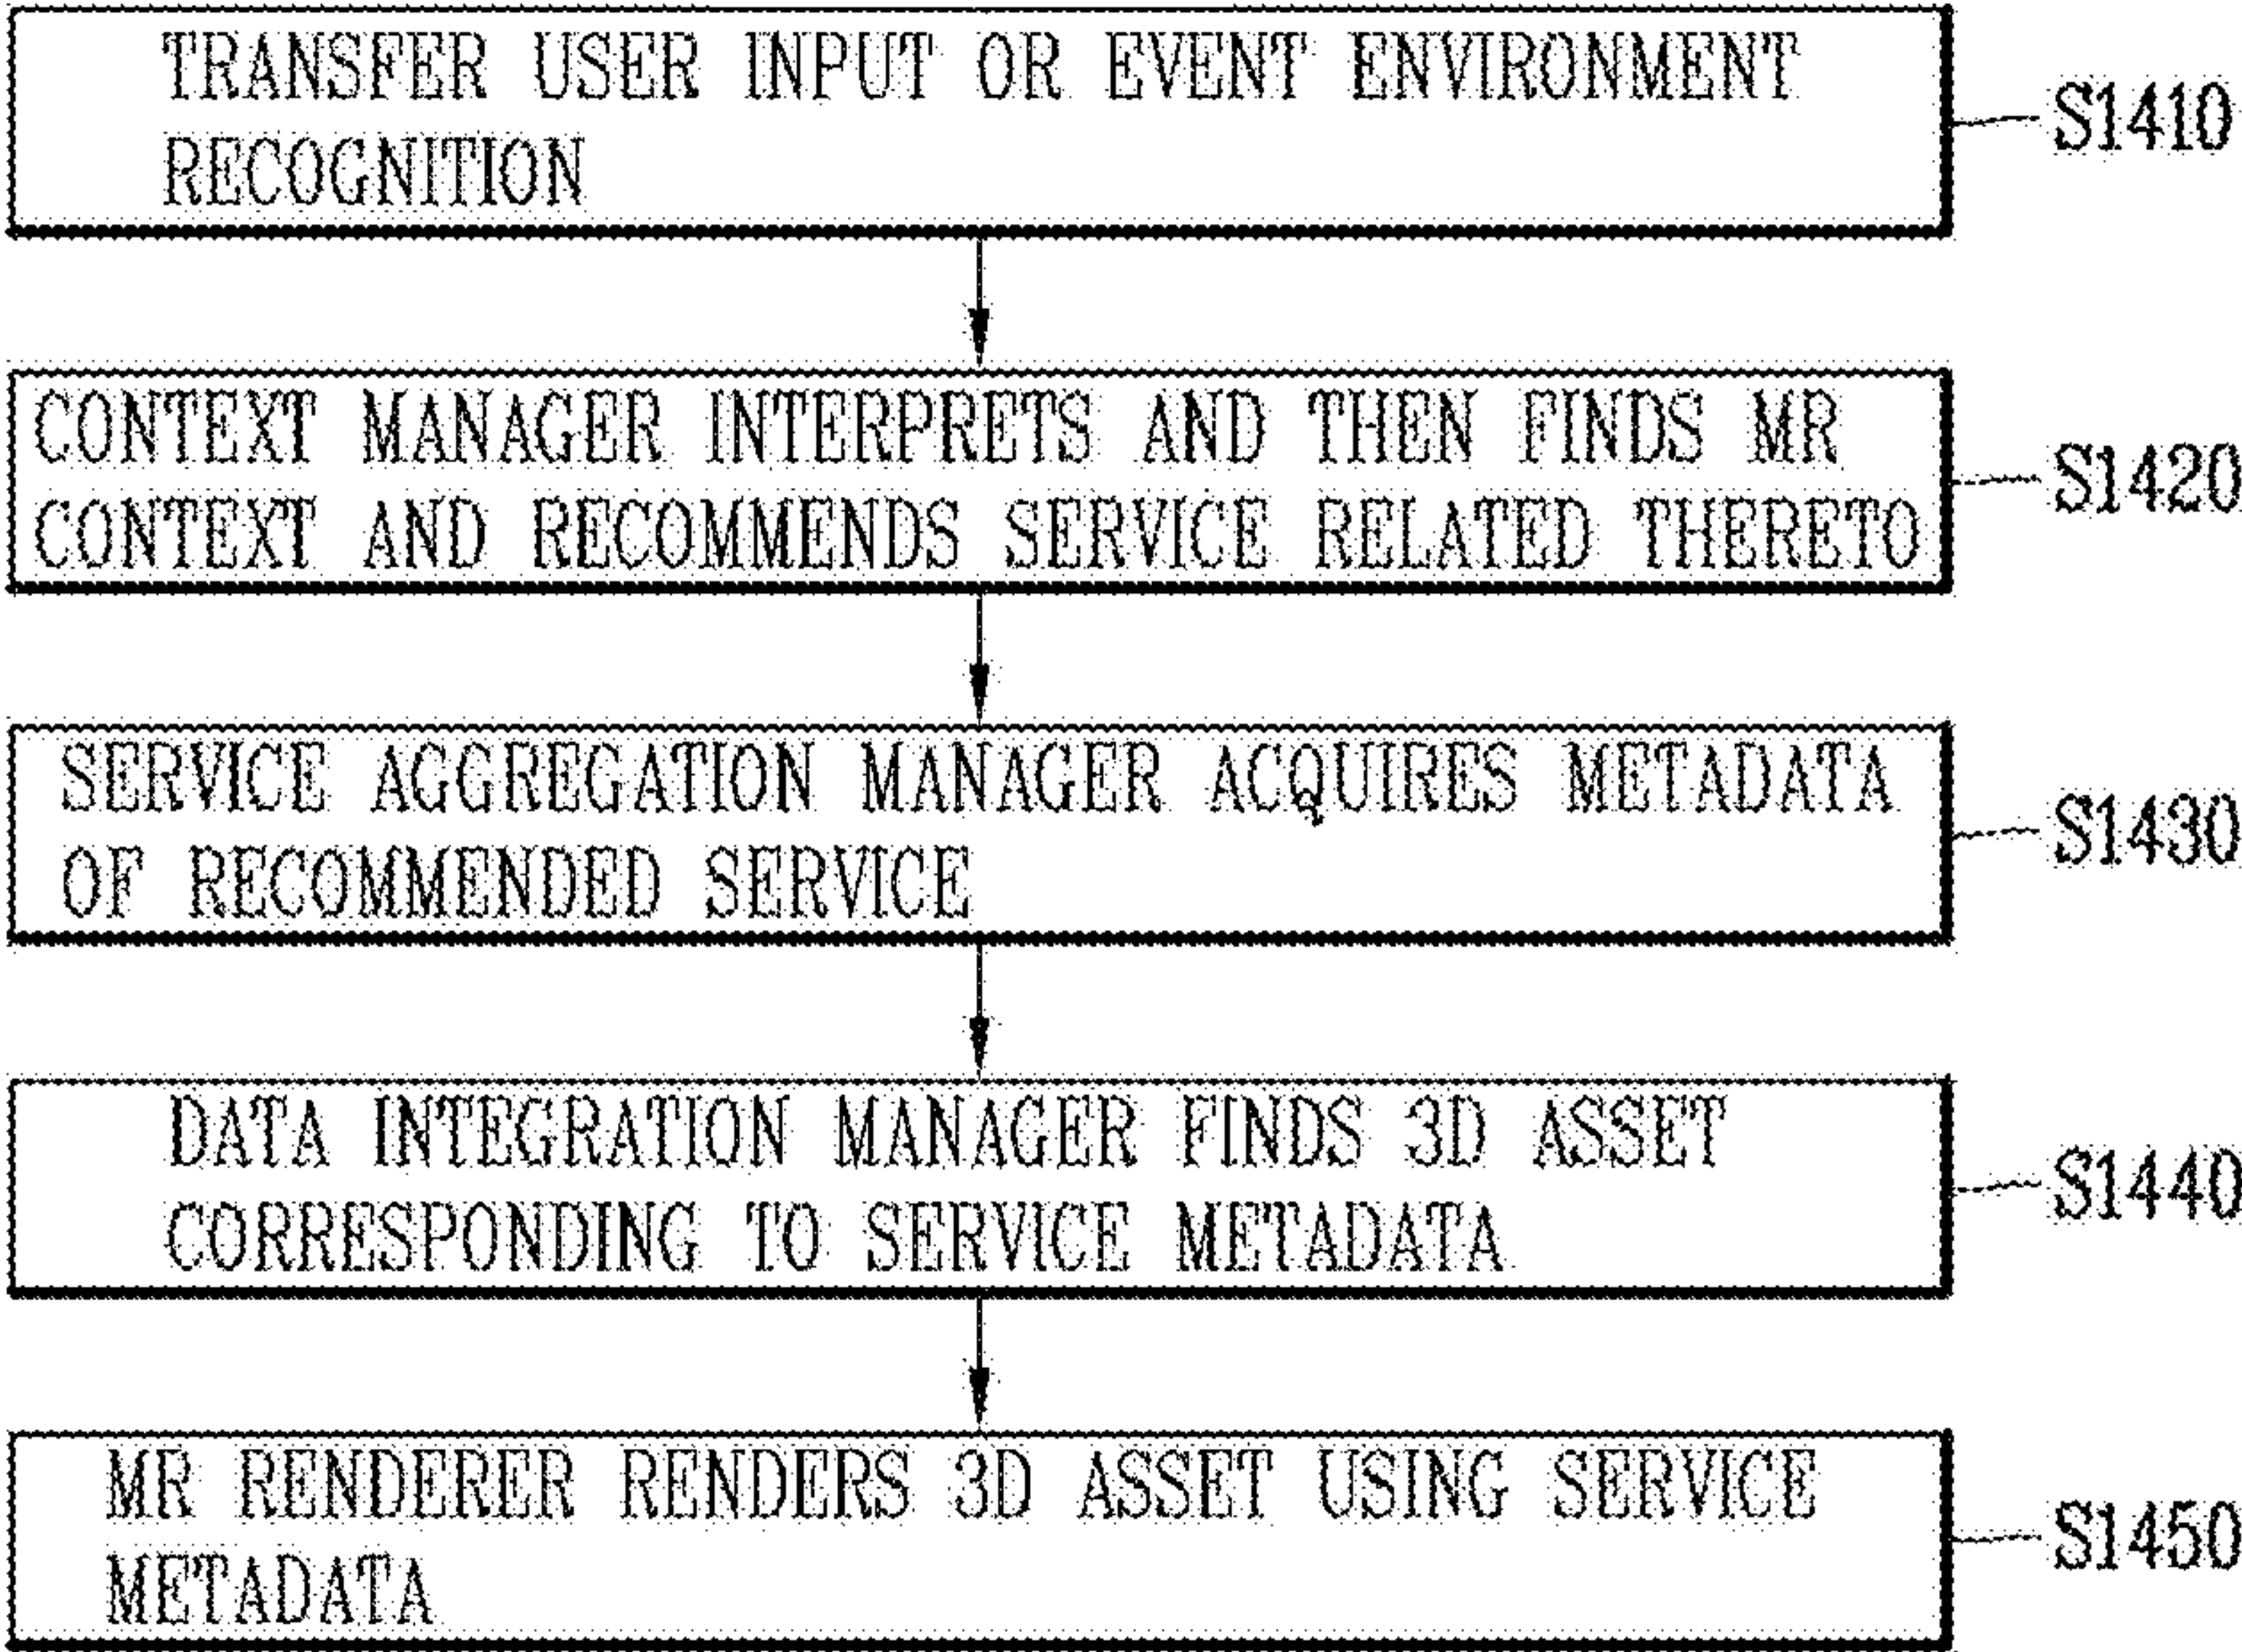 TRANSFER USER INPUT OR EVENT ENVIRONMENT
RECOGNITION
S1410
CONTEXT MANAGER INTERPRETS AND THEN FINDS MR
CONTEXT AND RECOMMENDS SERVICE RELATED THERETO
S1420
SERVICE AGGREGATION MANAGER ACQUIRES METADATA
OF RECOMMENDED SERVICE
S1430
DATA INTEGRATION MANAGER FINDS 3D ASSET
CORRESPONDING TO SERVICE METADATA
S1440
MR RENDERER RENDERS 3D ASSET USING SERVICE
METADATA
S1450